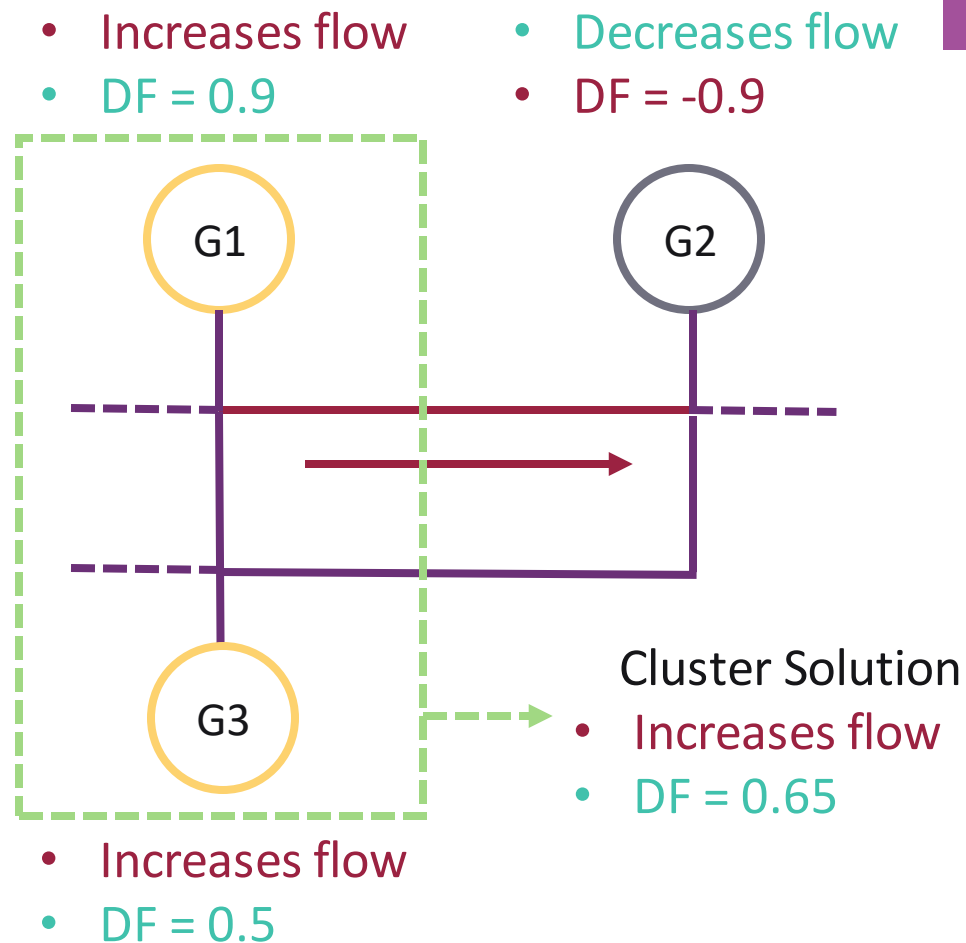 • Increases flow
• DF = 0.9
• Decreases flow
• DF = -0.9
G1
G2
G3
Cluster Solution
• Increases flow
• DF = 0.65
• Increases flow
• DF = 0.5